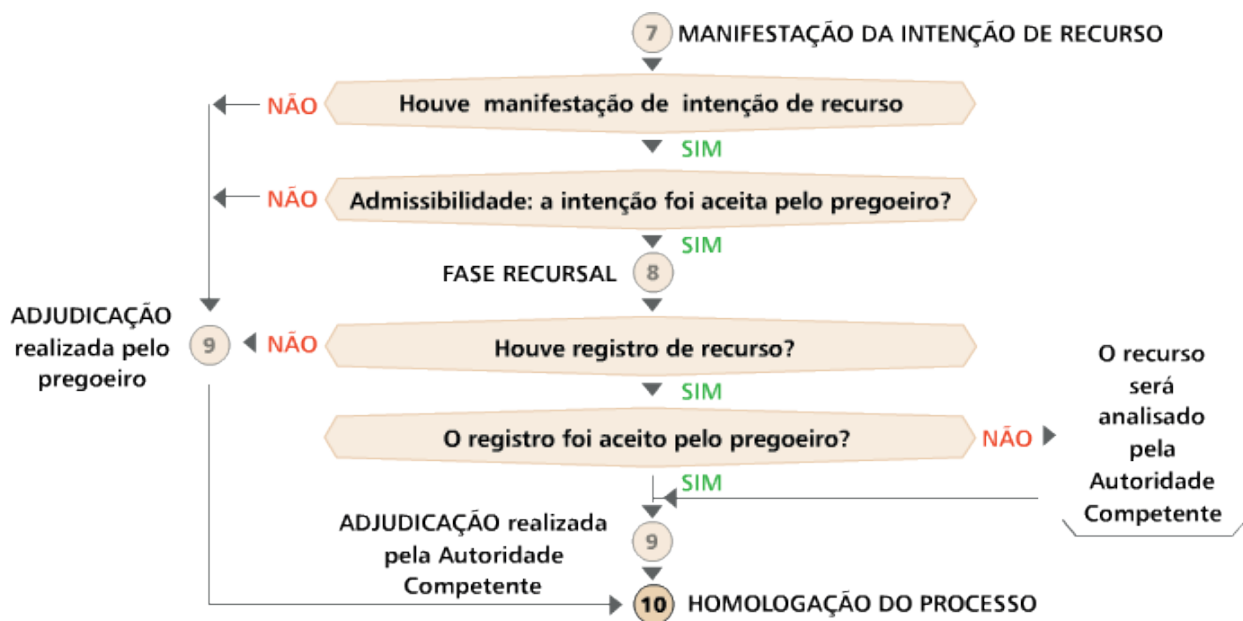 7 MANIFESTAÇÃO DA INTENÇÃO DE RECURSO
NÃO
Houve manifestação de intenção de recurso
SIM
NÃO
Admissibilidade: a intenção foi aceita pelo pregoeiro?
SIM
FASE RECURSAL 8
ADJUDICAÇÃO
realizada pelo
pregoeiro
9
NÃO
Houve registro de recurso?
SIM
O registro foi aceito pelo pregoeiro?
NÃO
O recurso
será
analisado
pela
Autoridade
Competente
SIM
ADJUDICAÇÃO realizada
pela Autoridade
Competente
9
10 HOMOLOGAÇÃO DO PROCESSO